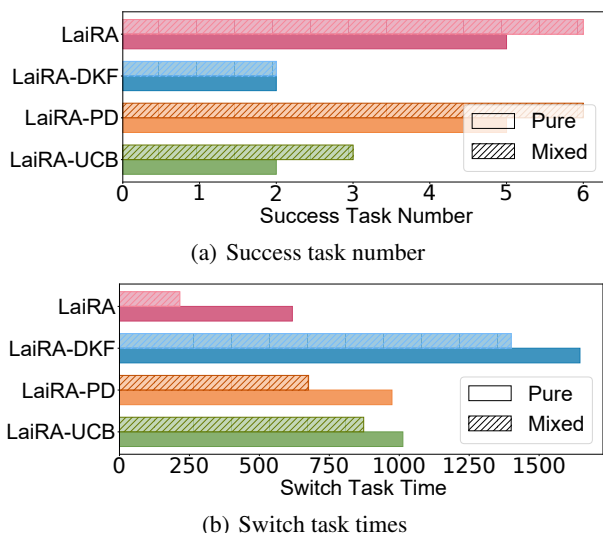 LaiRA
LaiRA-DKF
LaiRA-PD
LaiRA-UCB
Pure
Mixed
0 1 2 3 4 5 6
Success Task Number
(a) Success task number
LaiRA
LaiRA-DKF
LaiRA-PD
LaiRA-UCB
Pure
Mixed
0 250 500 750 1000 1250 1500
Switch Task Time
(b) Switch task times